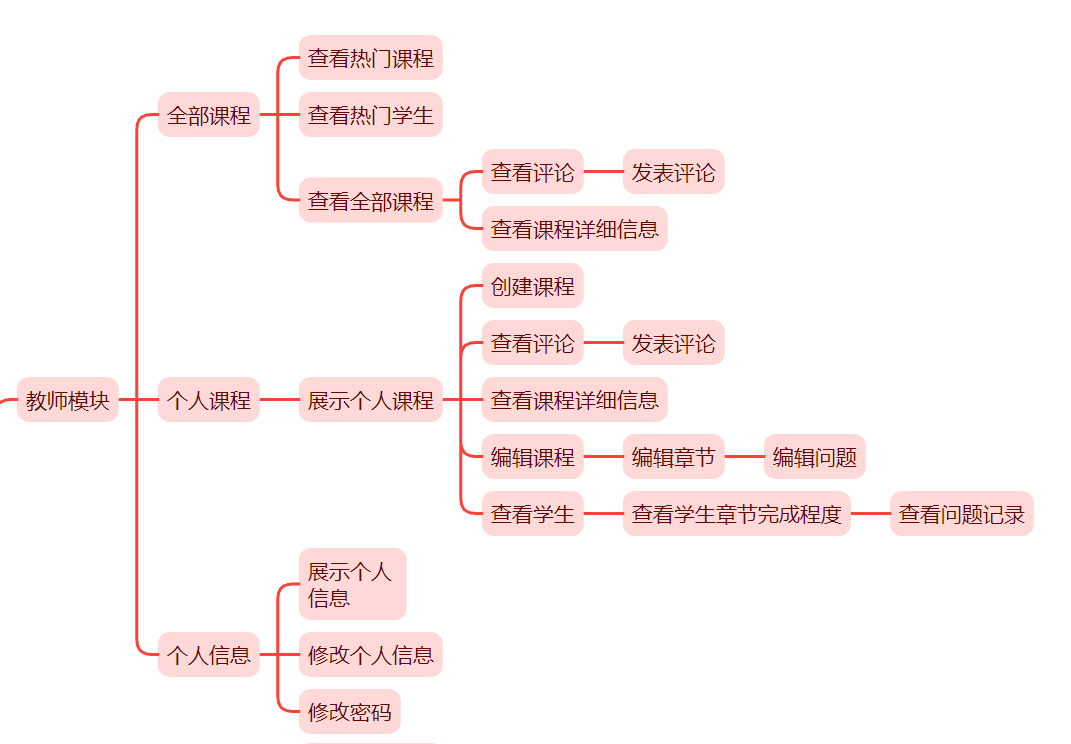 查看热门课程
全部课程
查看热门学生
查看全部课程
查看评论
发表评论
查看课程详细信息
创建课程
查看评论
发表评论
教师模块
个人课程
展示个人课程
查看课程详细信息
编辑课程
编辑章节
编辑问题
查看学生
查看学生章节完成程度
查看问题记录
展示个人
信息
个人信息
修改个人信息
修改密码